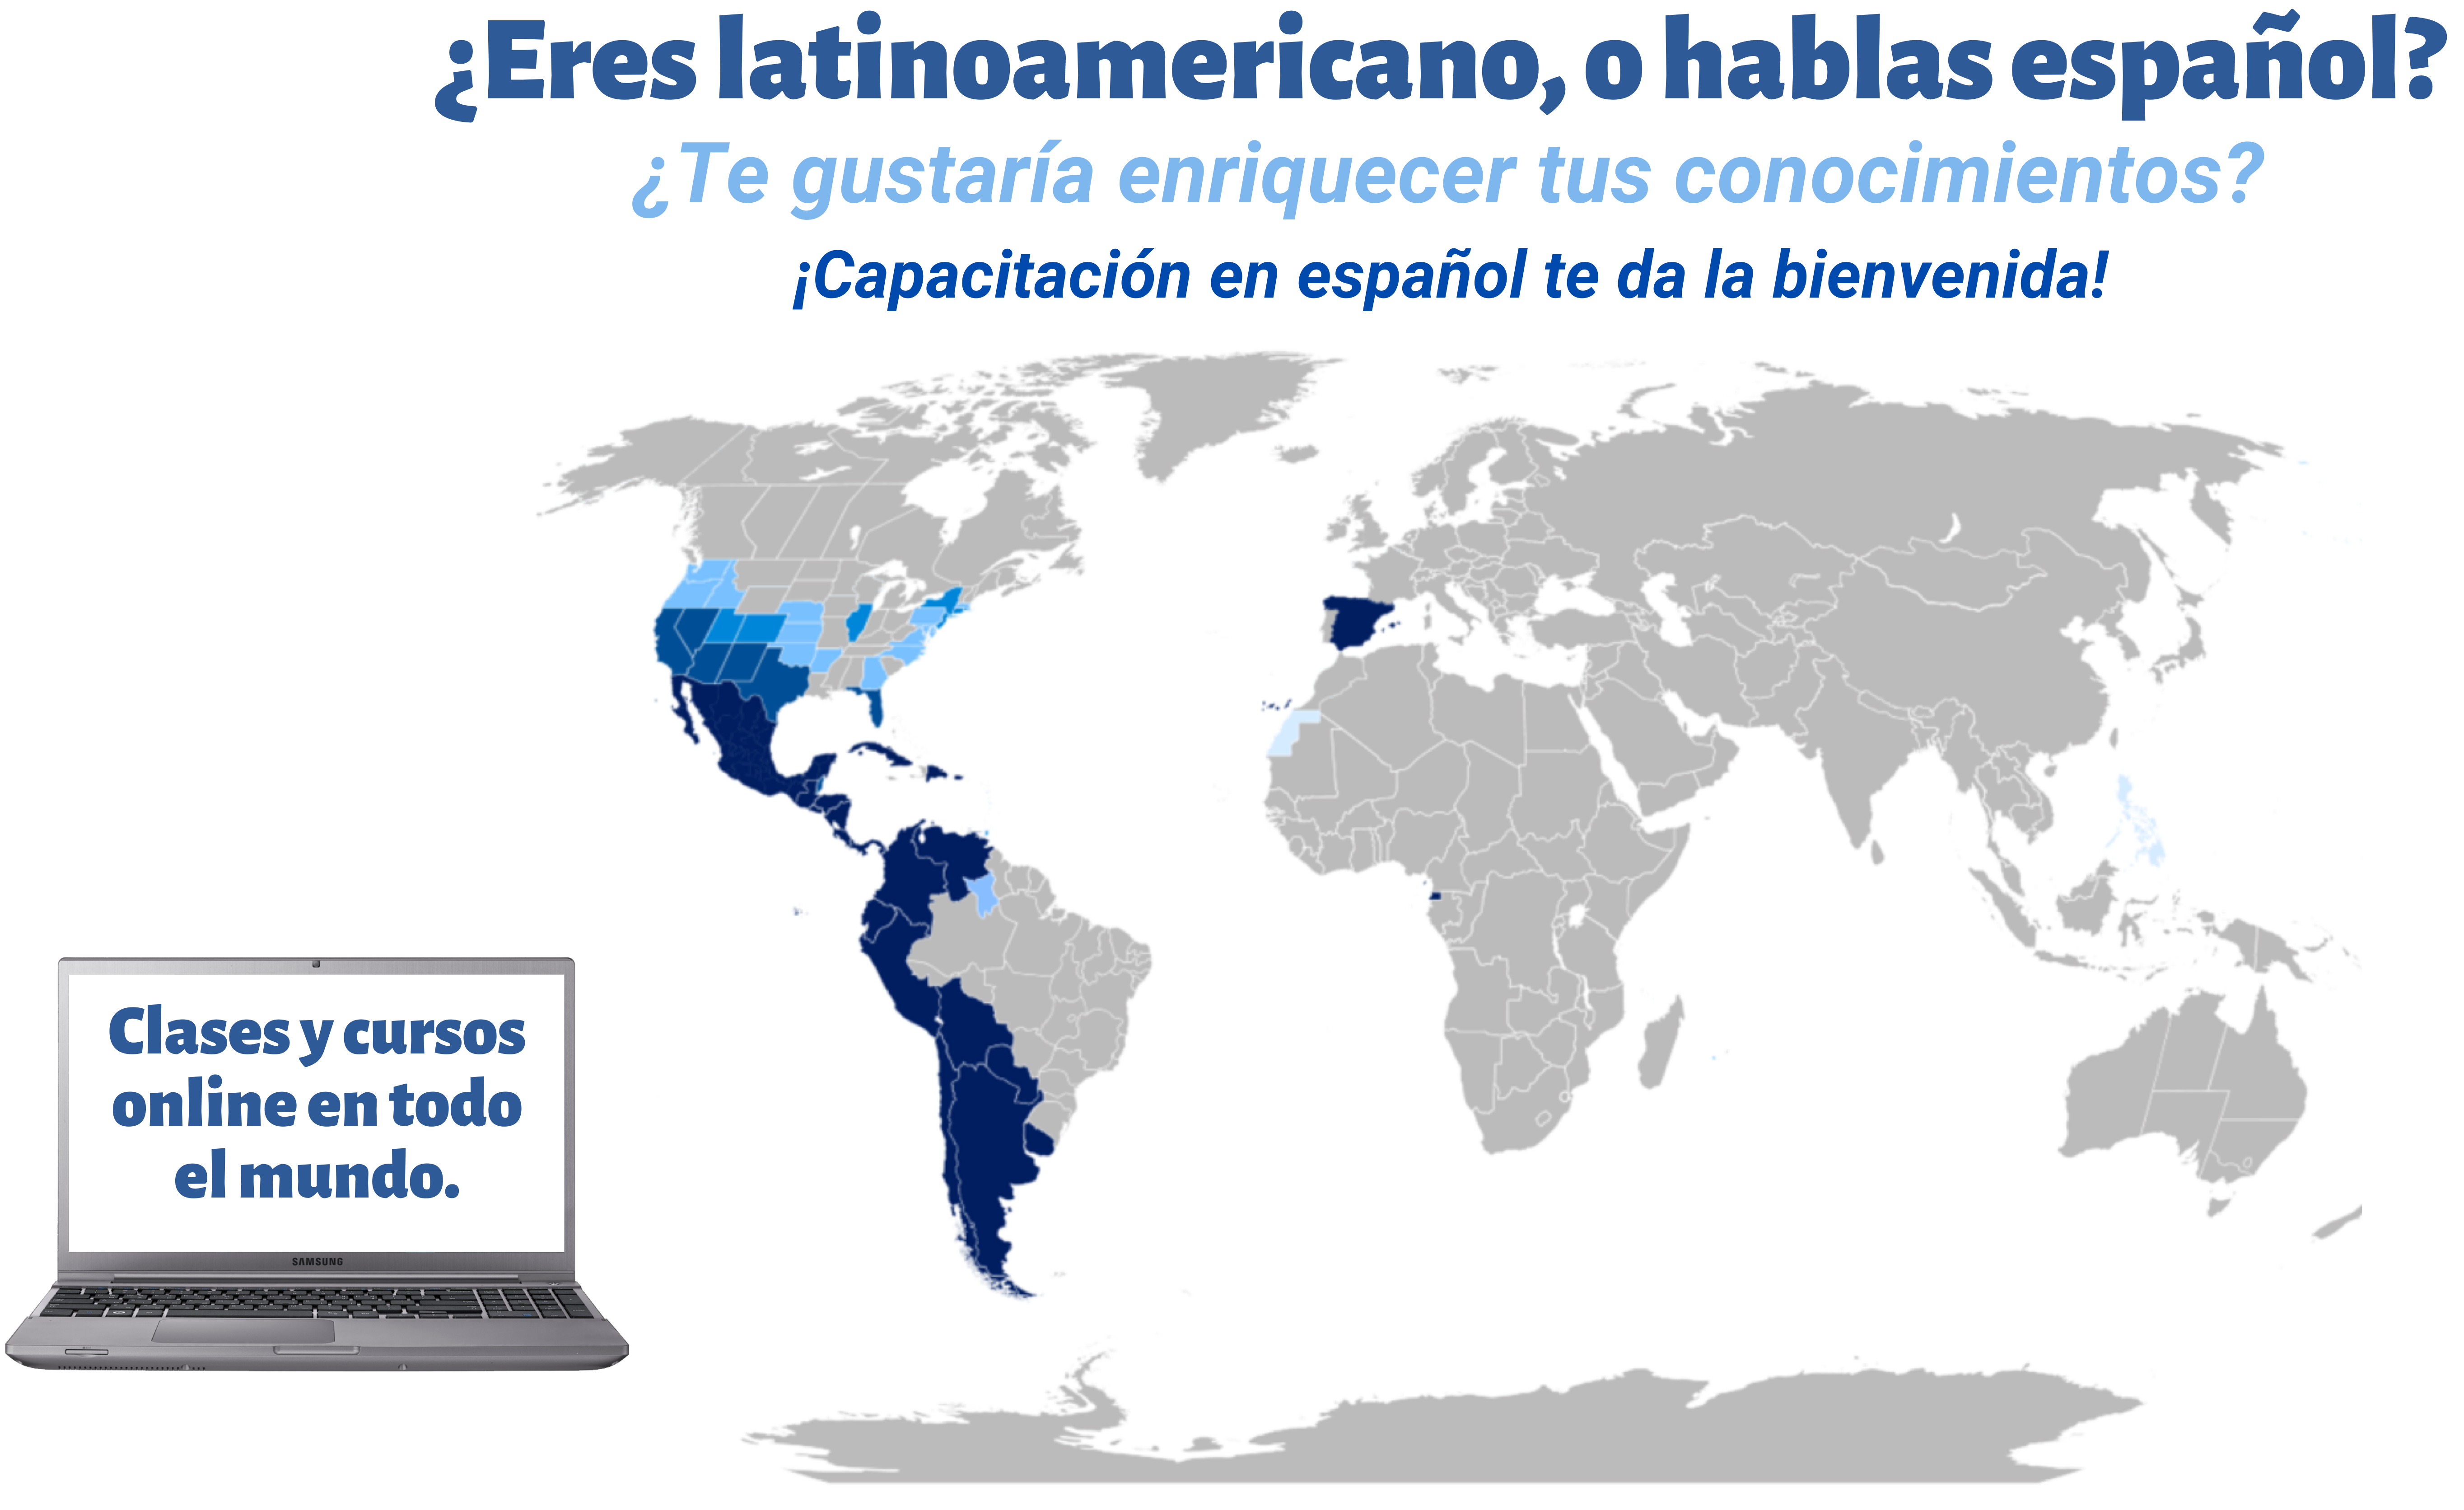 ¿Eres latinoamericano, o hablas español?
¿Te gustaría enriquecer tus conocimientos?
¡Capacitación en español te da la bienvenida!
Clases y cursos
online en todo
el mundo.
SAMSUNG